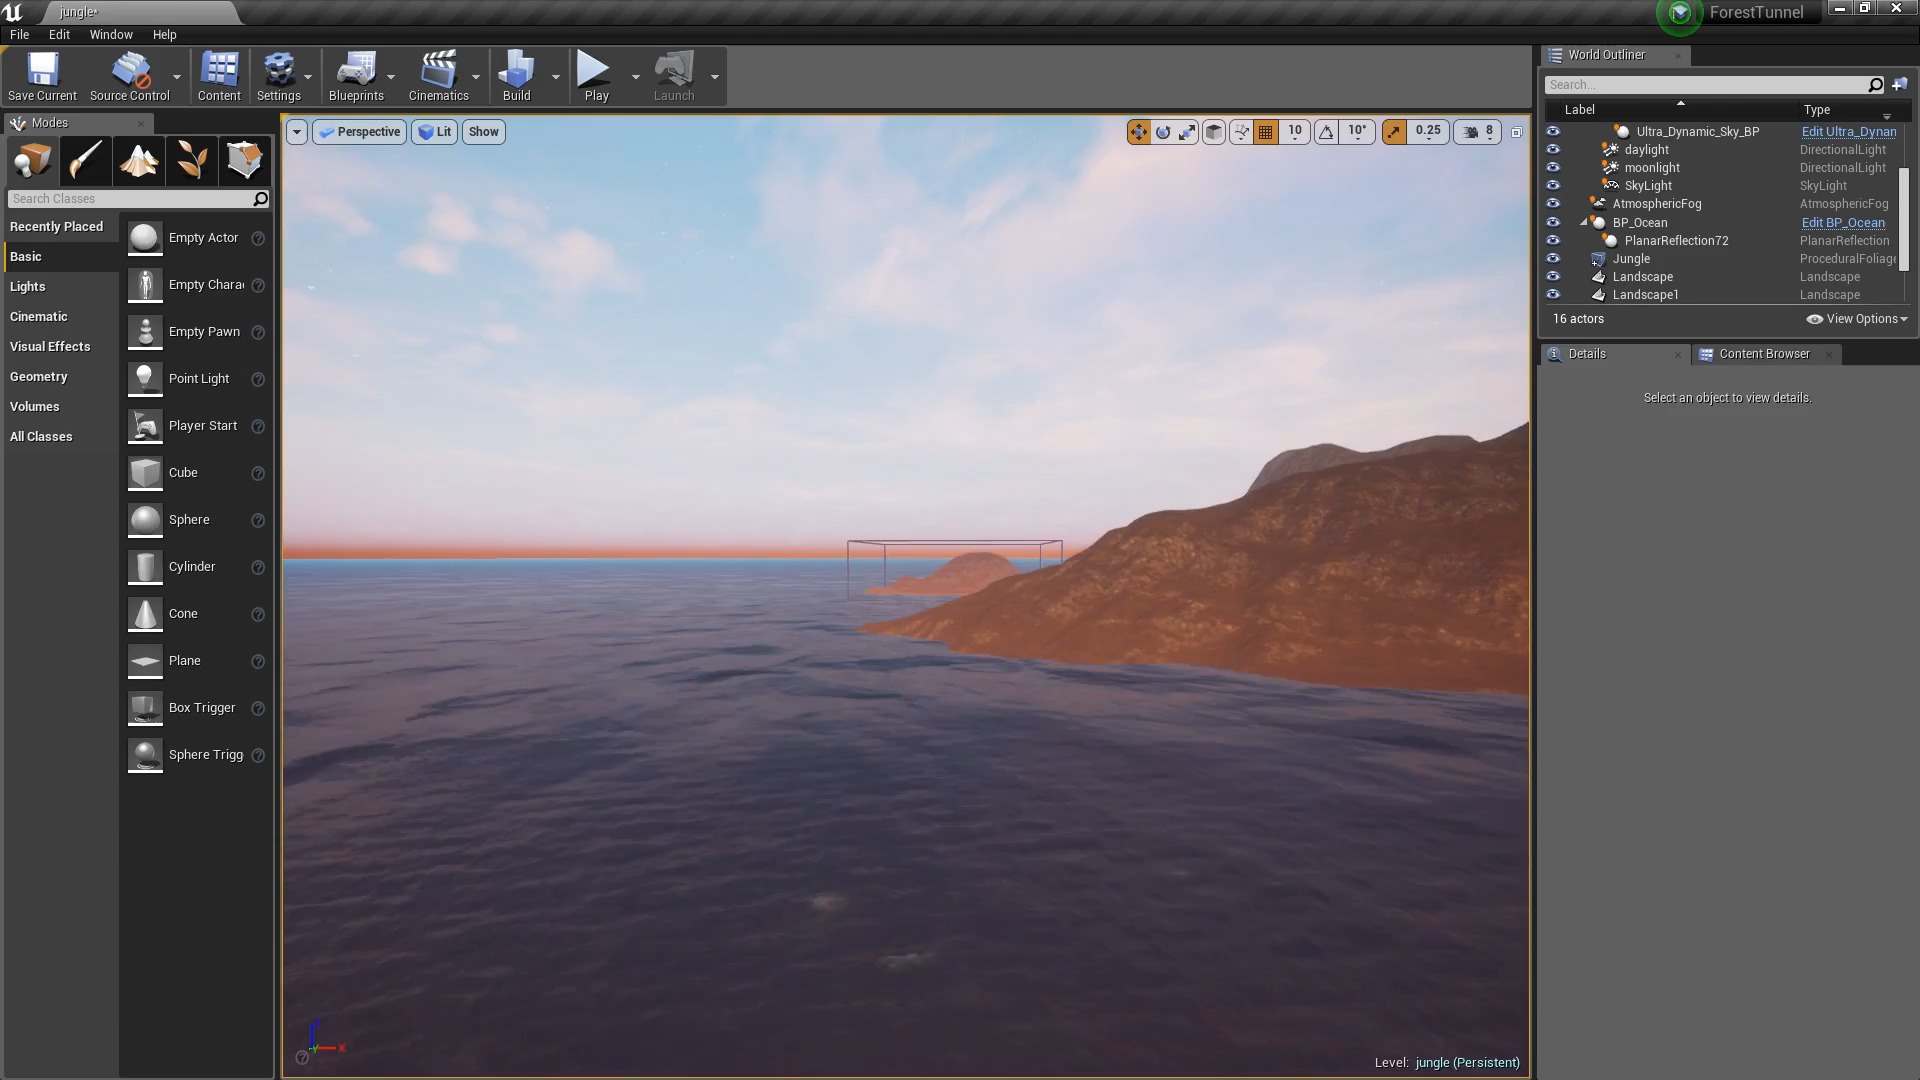 jungle*
ForestTunnel
File Edit Window Help
Save Current
Source Control
Content
Settings
Blueprints
Cinematics
Build
Play
Launch
Modes
Search Classes
Recently Placed
Basic
Lights
Cinematic
Visual Effects
Geometry
Volumes
All Classes
Empty Actor
Empty Chara
Empty Pawn
Point Light
Player Start
Cube
Sphere
Cylinder
Cone
Plane
Box Trigger
Sphere Trigg
Perspective Lit Show
10 10° 0.25 8
X
Level: jungle (Persistent)
World Outliner
Search...
Label Type
Ultra_Dynamic_Sky_BP Edit Ultra_Dynan
daylight DirectionalLight
moonlight DirectionalLight
SkyLight SkyLight
AtmosphericFog AtmosphericFog
BP_Ocean Edit BP_Ocean
PlanarReflection72 PlanarReflection
Jungle ProceduralFoliage
Landscape Landscape
Landscape1 Landscape
16 actors View Options
Details Content Browser
Select an object to view details.